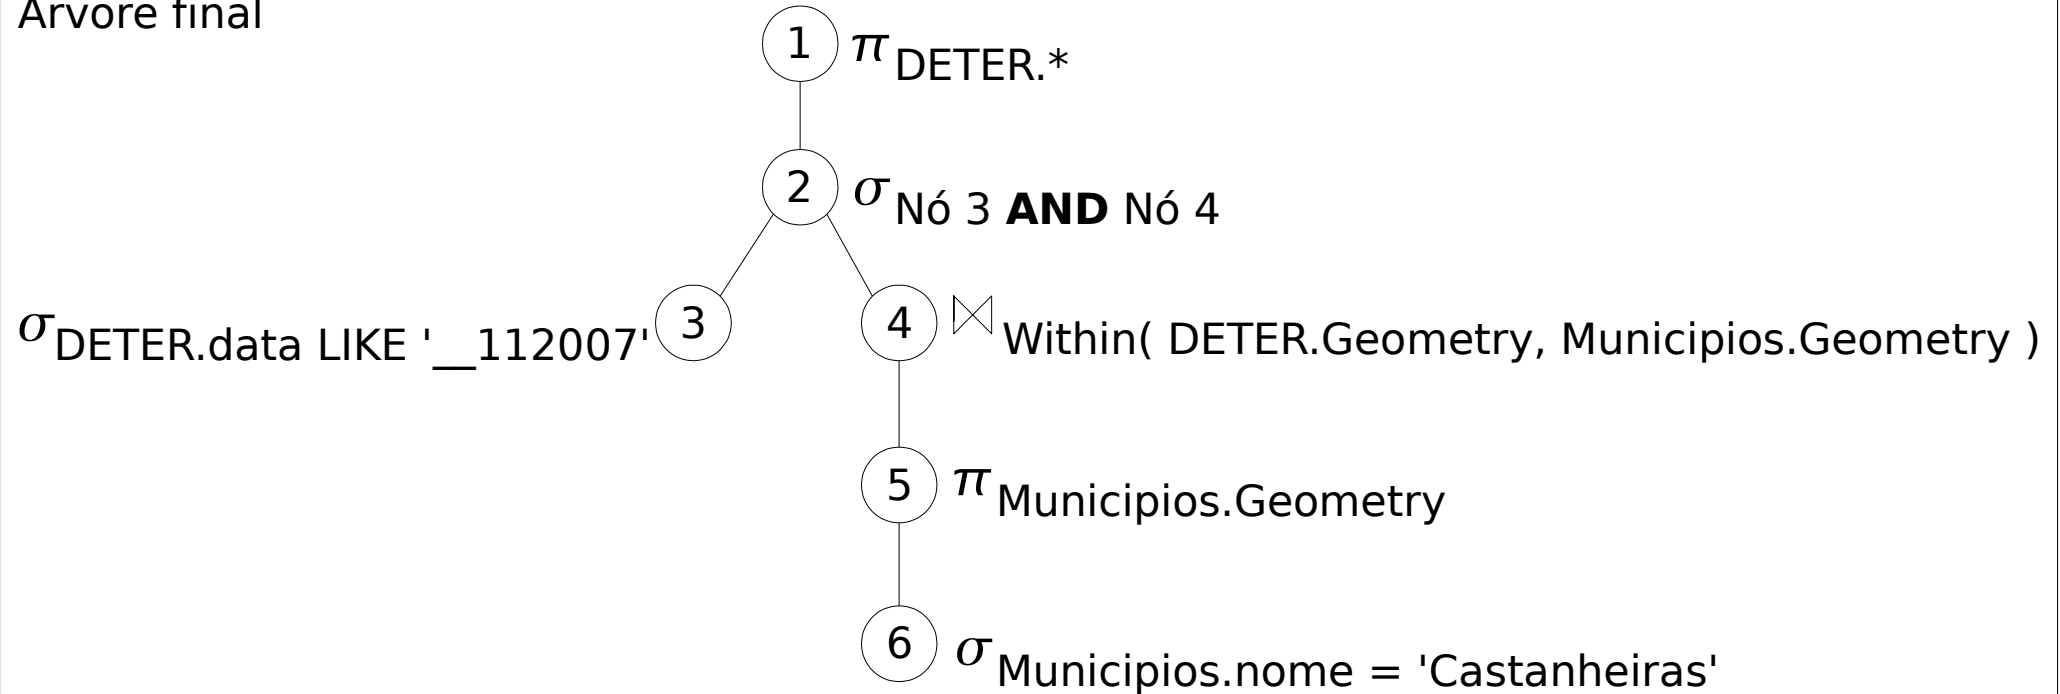 Árvore final
1 π DETER.*
2 σ Nó 3 AND Nó 4
σ DETER.data LIKE '__112007' 3
4 ⋈ Within( DETER.Geometry, Municipios.Geometry )
5 π Municipios.Geometry
6 σ Municipios.nome = 'Castanheiras'